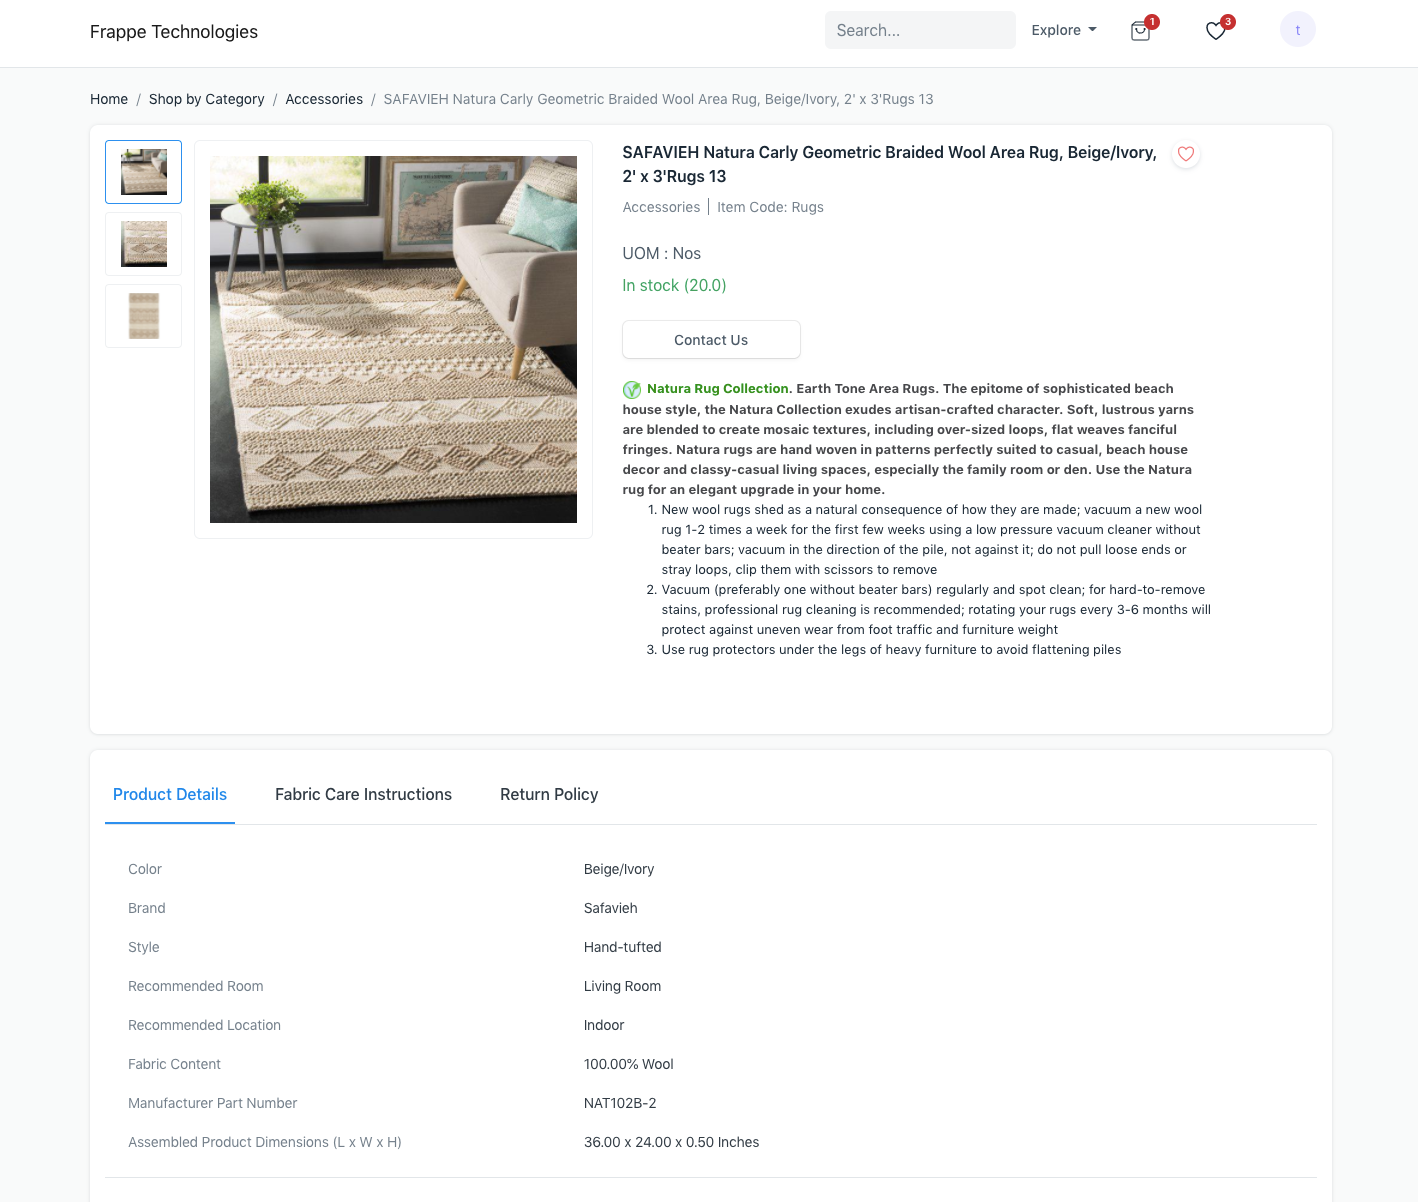 Frappe Technologies
Search...
Explore
1
3
t
Home / Shop by Category / Accessories / SAFAVIEH Natura Carly Geometric Braided Wool Area Rug, Beige/Ivory, 2' x 3'Rugs 13
SAFAVIEH Natura Carly Geometric Braided Wool Area Rug, Beige/Ivory,
2' x 3'Rugs 13
Accessories | Item Code: Rugs
UOM : Nos
In stock (20.0)
Contact Us
Natura Rug Collection. Earth Tone Area Rugs. The epitome of sophisticated beach
house style, the Natura Collection exudes artisan-crafted character. Soft, lustrous yarns
are blended to create mosaic textures, including over-sized loops, flat weaves fanciful
fringes. Natura rugs are hand woven in patterns perfectly suited to casual, beach house
decor and classy-casual living spaces, especially the family room or den. Use the Natura
rug for an elegant upgrade in your home.
1. New wool rugs shed as a natural consequence of how they are made; vacuum a new wool
rug 1-2 times a week for the first few weeks using a low pressure vacuum cleaner without
beater bars; vacuum in the direction of the pile, not against it; do not pull loose ends or
stray loops, clip them with scissors to remove
2. Vacuum (preferably one without beater bars) regularly and spot clean; for hard-to-remove
stains, professional rug cleaning is recommended; rotating your rugs every 3-6 months will
protect against uneven wear from foot traffic and furniture weight
3. Use rug protectors under the legs of heavy furniture to avoid flattening piles
Product Details
Fabric Care Instructions
Return Policy
Color Beige/Ivory
Brand Safavieh
Style Hand-tufted
Recommended Room Living Room
Recommended Location Indoor
Fabric Content 100.00% Wool
Manufacturer Part Number NAT102B-2
Assembled Product Dimensions (L x W x H) 36.00 x 24.00 x 0.50 Inches